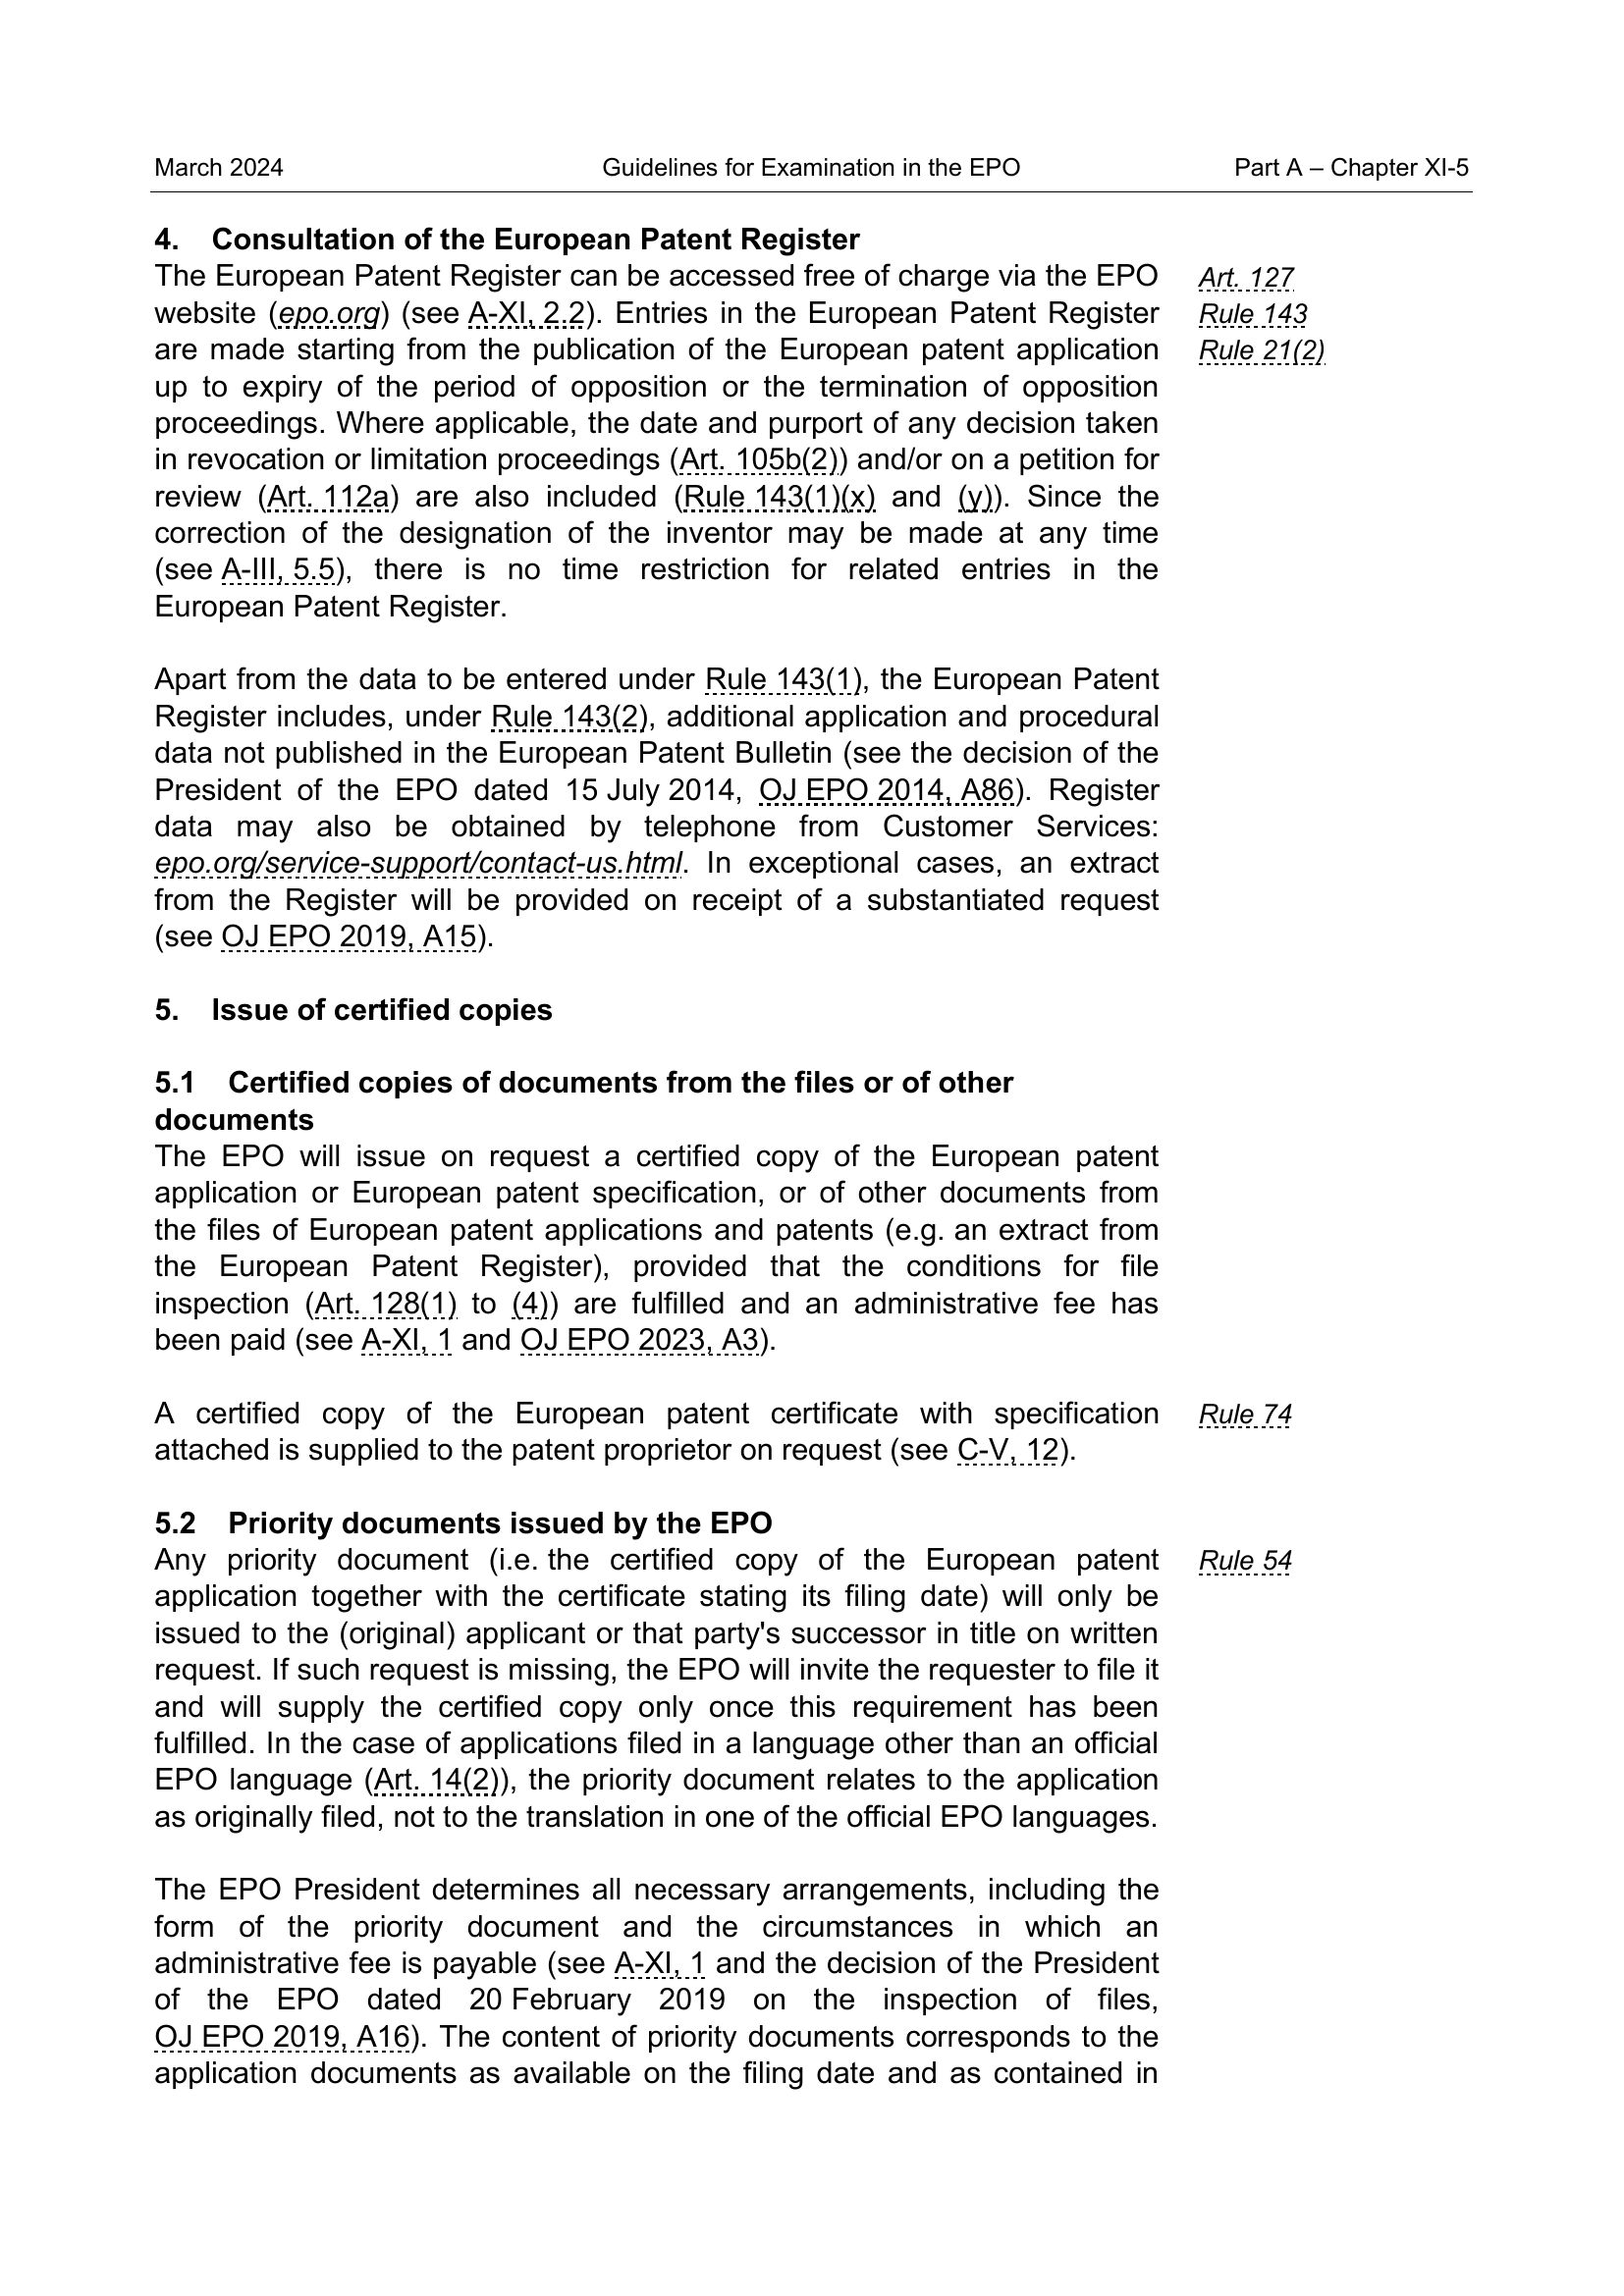 March 2024
Guidelines for Examination in the EPO
Part A – Chapter XI-5
4. Consultation of the European Patent Register
The European Patent Register can be accessed free of charge via the EPO
website (epo.org) (see A-XI, 2.2). Entries in the European Patent Register
are made starting from the publication of the European patent application
up to expiry of the period of opposition or the termination of opposition
proceedings. Where applicable, the date and purport of any decision taken
in revocation or limitation proceedings (Art. 105b(2)) and/or on a petition for
review (Art. 112a) are also included (Rule 143(1)(x) and (y)). Since the
correction of the designation of the inventor may be made at any time
(see A-III, 5.5), there is no time restriction for related entries in the
European Patent Register.
Art. 127
Rule 143
Rule 21(2)
Apart from the data to be entered under Rule 143(1), the European Patent
Register includes, under Rule 143(2), additional application and procedural
data not published in the European Patent Bulletin (see the decision of the
President of the EPO dated 15 July 2014, OJ EPO 2014, A86). Register
data may also be obtained by telephone from Customer Services:
epo.org/service-support/contact-us.html. In exceptional cases, an extract
from the Register will be provided on receipt of a substantiated request
(see OJ EPO 2019, A15).
5. Issue of certified copies
5.1 Certified copies of documents from the files or of other
documents
The EPO will issue on request a certified copy of the European patent
application or European patent specification, or of other documents from
the files of European patent applications and patents (e.g. an extract from
the European Patent Register), provided that the conditions for file
inspection (Art. 128(1) to (4)) are fulfilled and an administrative fee has
been paid (see A-XI, 1 and OJ EPO 2023, A3).
A certified copy of the European patent certificate with specification
attached is supplied to the patent proprietor on request (see C-V, 12).
Rule 74
5.2 Priority documents issued by the EPO
Any priority document (i.e. the certified copy of the European patent
application together with the certificate stating its filing date) will only be
issued to the (original) applicant or that party's successor in title on written
request. If such request is missing, the EPO will invite the requester to file it
and will supply the certified copy only once this requirement has been
fulfilled. In the case of applications filed in a language other than an official
EPO language (Art. 14(2)), the priority document relates to the application
as originally filed, not to the translation in one of the official EPO languages.
Rule 54
The EPO President determines all necessary arrangements, including the
form of the priority document and the circumstances in which an
administrative fee is payable (see A-XI, 1 and the decision of the President
of the EPO dated 20 February 2019 on the inspection of files,
OJ EPO 2019, A16). The content of priority documents corresponds to the
application documents as available on the filing date and as contained in